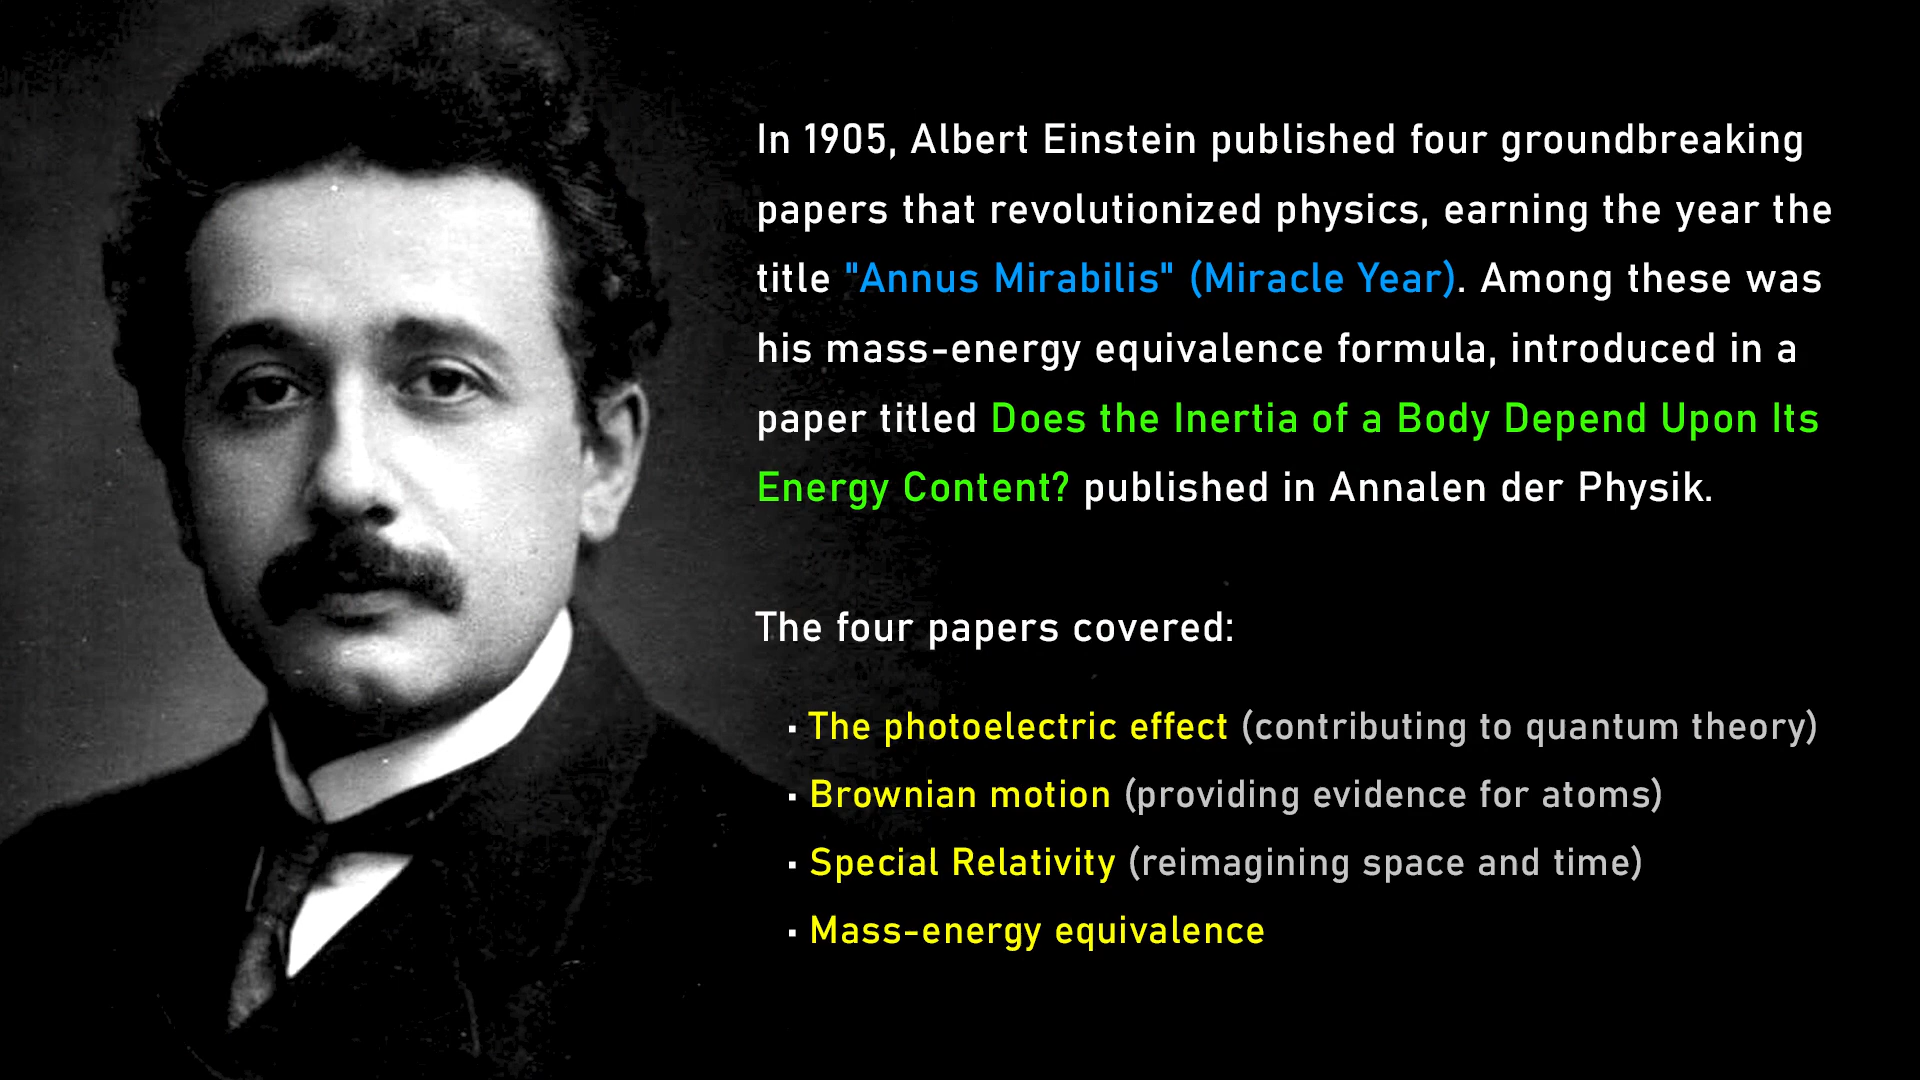 In 1905, Albert Einstein published four groundbreaking
papers that revolutionized physics, earning the year the
title "Annus Mirabilis" (Miracle Year). Among these was
his mass-energy equivalence formula, introduced in a
paper titled Does the Inertia of a Body Depend Upon Its
Energy Content? published in Annalen der Physik.
The four papers covered:
▪ The photoelectric effect (contributing to quantum theory)
▪ Brownian motion (providing evidence for atoms)
▪ Special Relativity (reimagining space and time)
▪ Mass-energy equivalence